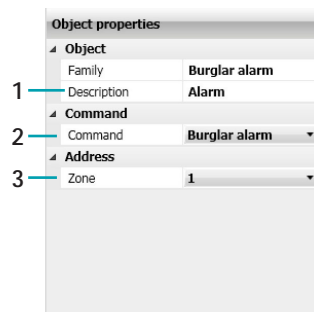 Object properties
Object
Family Burglar alarm
1 Description Alarm
Command
2 Command Burglar alarm
Address
3 Zone 1